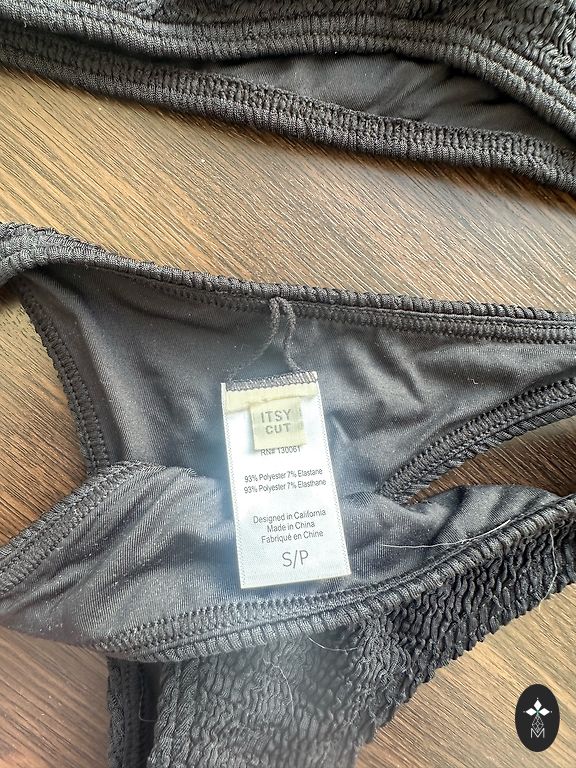 ITSY
CUT
RN# 130061
93% Polyester 7% Elastane
93% Polyester 7% Élasthane
Designed in California
Made in China
Fabriqué en Chine
S/P